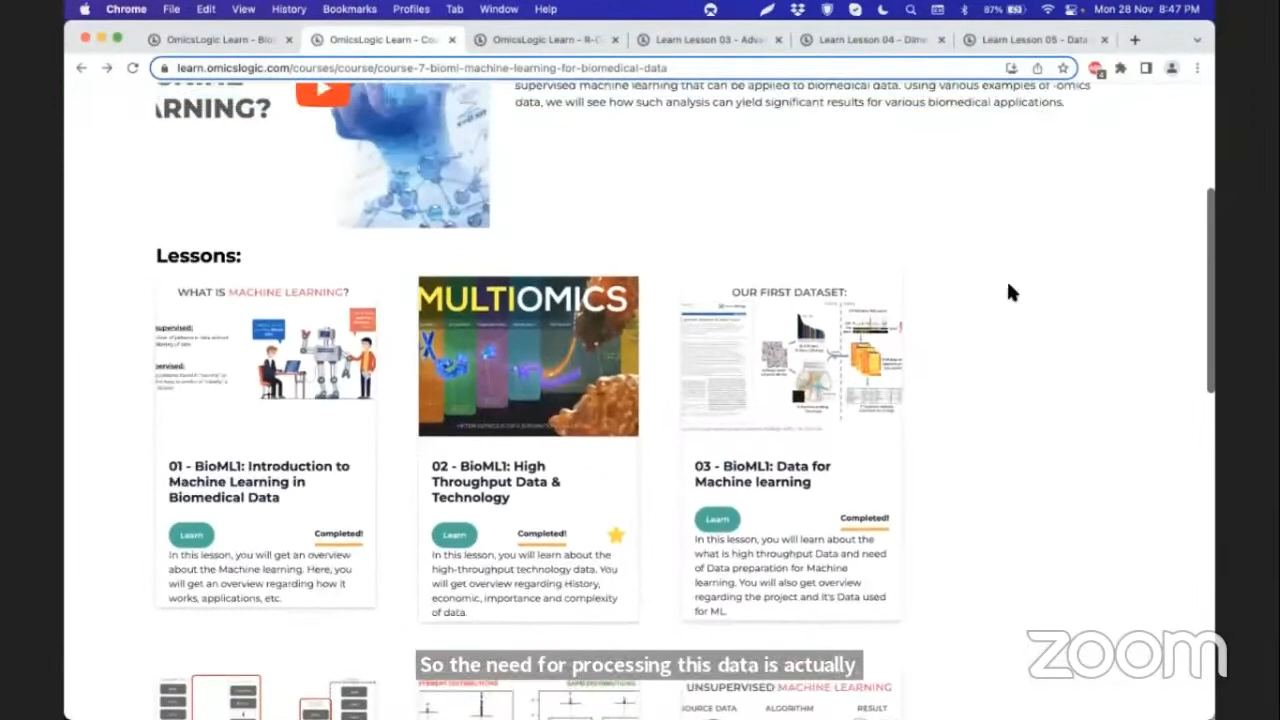 Chrome File Edit View History Bookmarks Profiles Tab Window Help 87% Mon 28 Nov 8:47 PM
OmicsLogic Learn - Bio OmicsLogic Learn - Co OmicsLogic Learn - R-C Learn Lesson 03 - Adva Learn Lesson 04 - Dime Learn Lesson 05 - Data
learn.omicslogic.com/courses/course/course-7-bioml-machine-learning-for-biomedical-data
supervised machine learning that can be applied to biomedical data. Using various examples of -omics
ARNING?
data, we will see how such analysis can yield significant results for various biomedical applications.
Lessons:
WHAT IS MACHINE LEARNING?
supervised:
ervised:
MULTIOMICS
OUR FIRST DATASET:
01 - BioML1: Introduction to
Machine Learning in
Biomedical Data
Learn Completed!
In this lesson, you will get an overview
about the Machine learning. Here, you
will get an overview regarding how it
works, applications, etc.
02 - BioML1: High
Throughput Data &
Technology
Learn Completed!
In this lesson, you will learn about the
high-throughput technology data. You
will get overview regarding History,
economic, importance and complexity
of data.
03 - BioML1: Data for
Machine learning
Learn Completed!
In this lesson, you will learn about the
what is high throughput Data and need
of Data preparation for Machine
learning. You will also get overview
regarding the project and it's Data used
for ML.
So the need for processing this data is actually
zoom
UNSUPERVISED MACHINE LEARNING
SOURCE DATA ALGORITHM RESULT